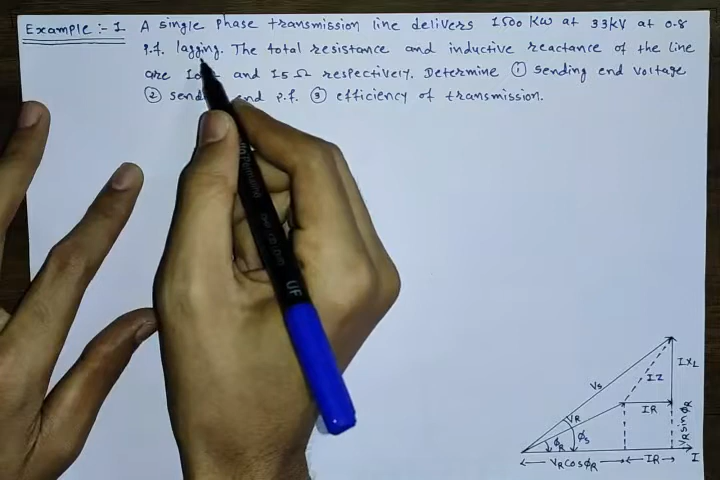 Example :- 1 A single phase transmission line delivers 1500 KW at 33kV at 0.8
P.f. lagging. The total resistance and inductive reactance of the line
are and 15 Ω respectively. Determine ① sending end voltage
② P.f. ③ efficiency of transmission.
IXL
IZ
VS
VR
IR
VR sin ϕR
ϕR
ϕS
I
VR cos ϕR
IR
UF